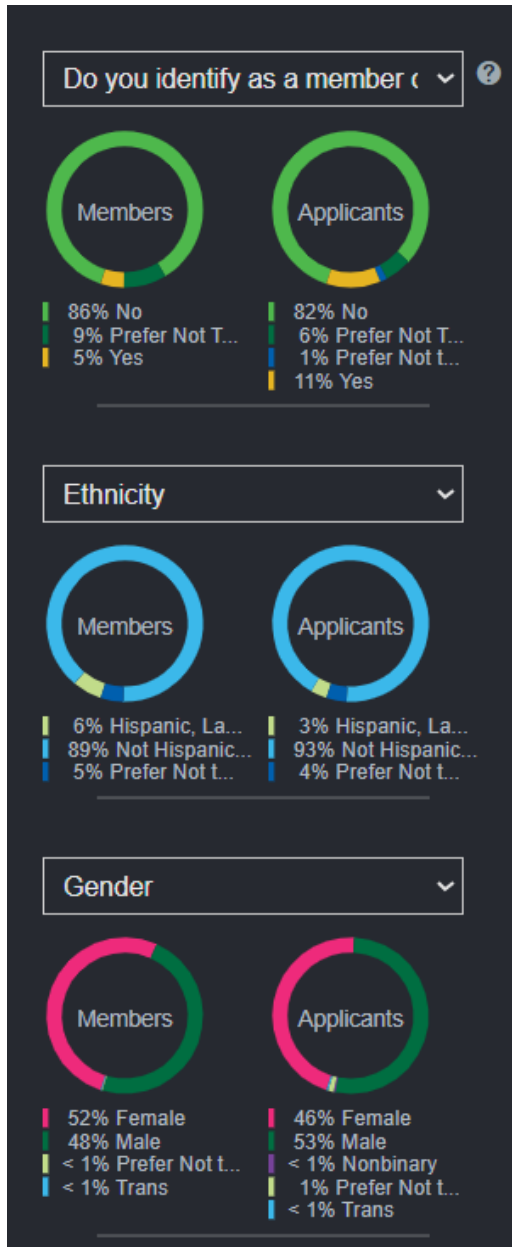 Do you identify as a member
Members
Applicants
86% No
9% Prefer Not T...
5% Yes
82% No
6% Prefer Not T...
1% Prefer Not t...
11% Yes
Ethnicity
Members
Applicants
6% Hispanic, La...
89% Not Hispanic...
5% Prefer Not t...
3% Hispanic, La...
93% Not Hispanic...
4% Prefer Not t...
Gender
Members
Applicants
52% Female
48% Male
< 1% Prefer Not t...
< 1% Trans
46% Female
53% Male
< 1% Nonbinary
1% Prefer Not t...
< 1% Trans